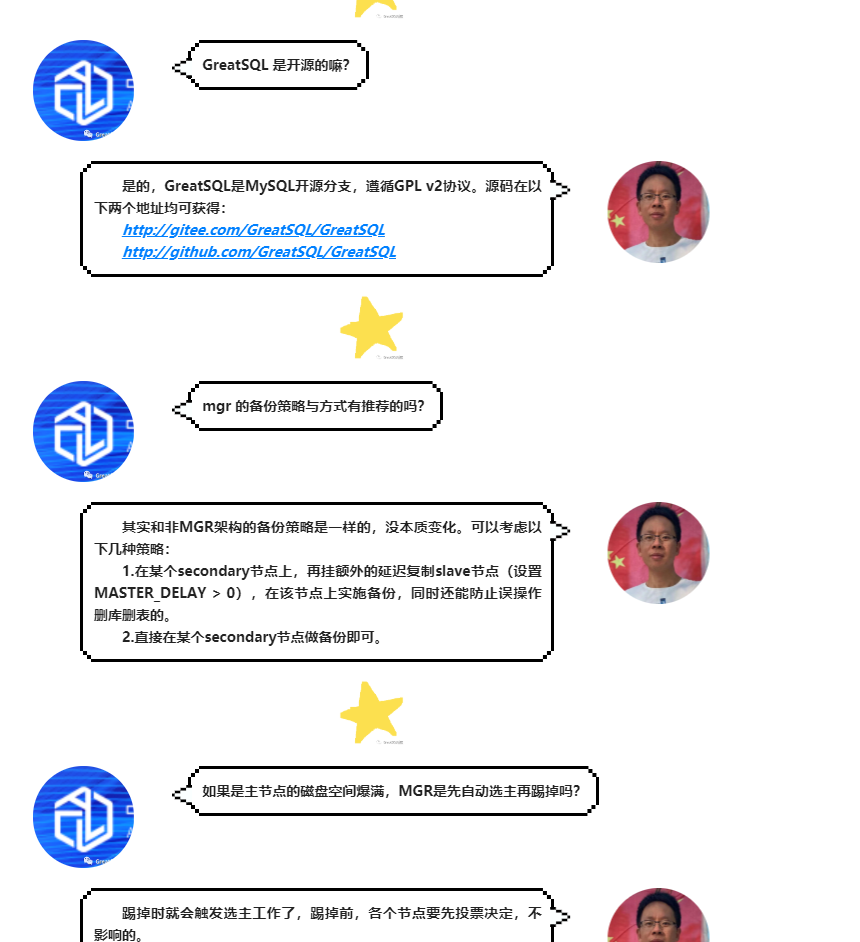 GreatSQL 是开源的嘛?
是的，GreatSQL是MySQL开源分支，遵循GPL v2协议。源码在以
下两个地址均可获得：
http://gitee.com/GreatSQL/GreatSQL
http://github.com/GreatSQL/GreatSQL
mgr 的备份策略与方式有推荐的吗?
其实和非MGR架构的备份策略是一样的，没本质变化。可以考虑以
下几种策略：
1.在某个secondary节点上，再挂额外的延迟复制slave节点（设置
MASTER_DELAY > 0），在该节点上实施备份，同时还能防止误操作
删库删表的。
2.直接在某个secondary节点做备份即可。
如果是主节点的磁盘空间爆满，MGR是先自动选主再踢掉吗?
踢掉时就会触发选主工作了，踢掉前，各个节点要先投票决定，不
影响的。